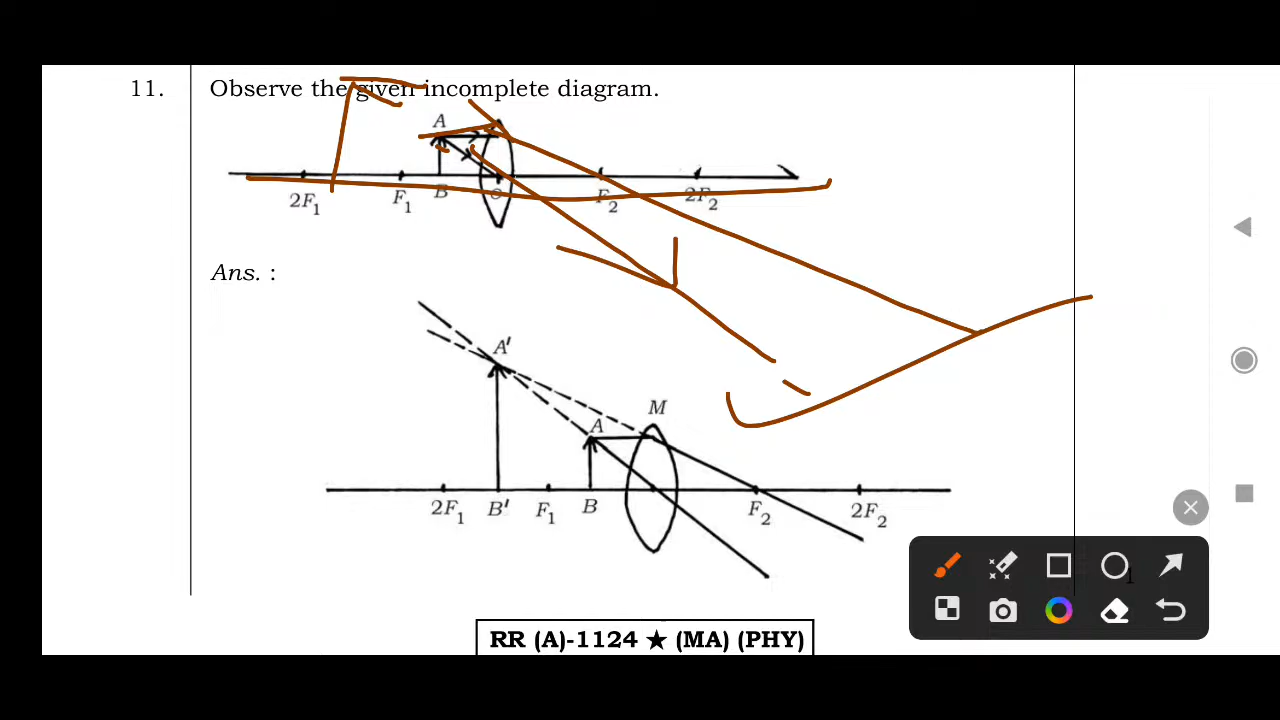 11. Observe the given incomplete diagram.
A
2F₁ F₁ B O F₂ 2F₂
Ans. :
A'
M
A
2F₁ B' F₁ B F₂ 2F₂
1
RR (A)-1124 ★ (MA) (PHY)